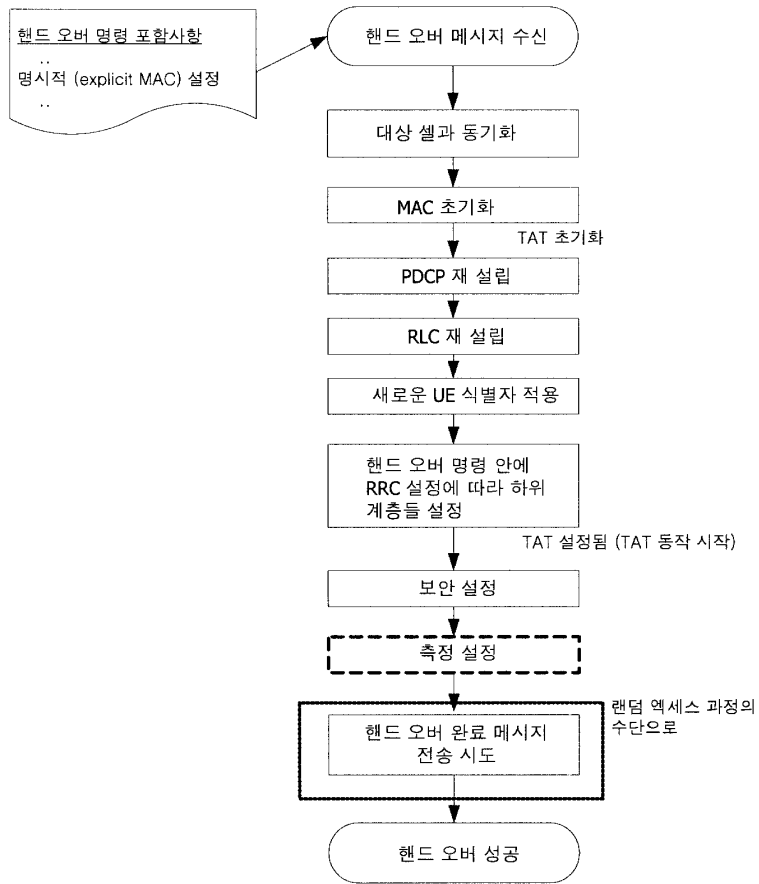 핸드 오버 명령 포함사항
..
명시적 (explicit MAC) 설정
..
핸드 오버 메시지 수신
대상 셀과 동기화
MAC 초기화
TAT 초기화
PDCP 재 설립
RLC 재 설립
새로운 UE 식별자 적용
핸드 오버 명령 안에
RRC 설정에 따라 하위
계층들 설정
TAT 설정됨 (TAT 동작 시작)
보안 설정
측정 설정
랜덤 엑세스 과정의
수단으로
핸드 오버 완료 메시지
전송 시도
핸드 오버 성공